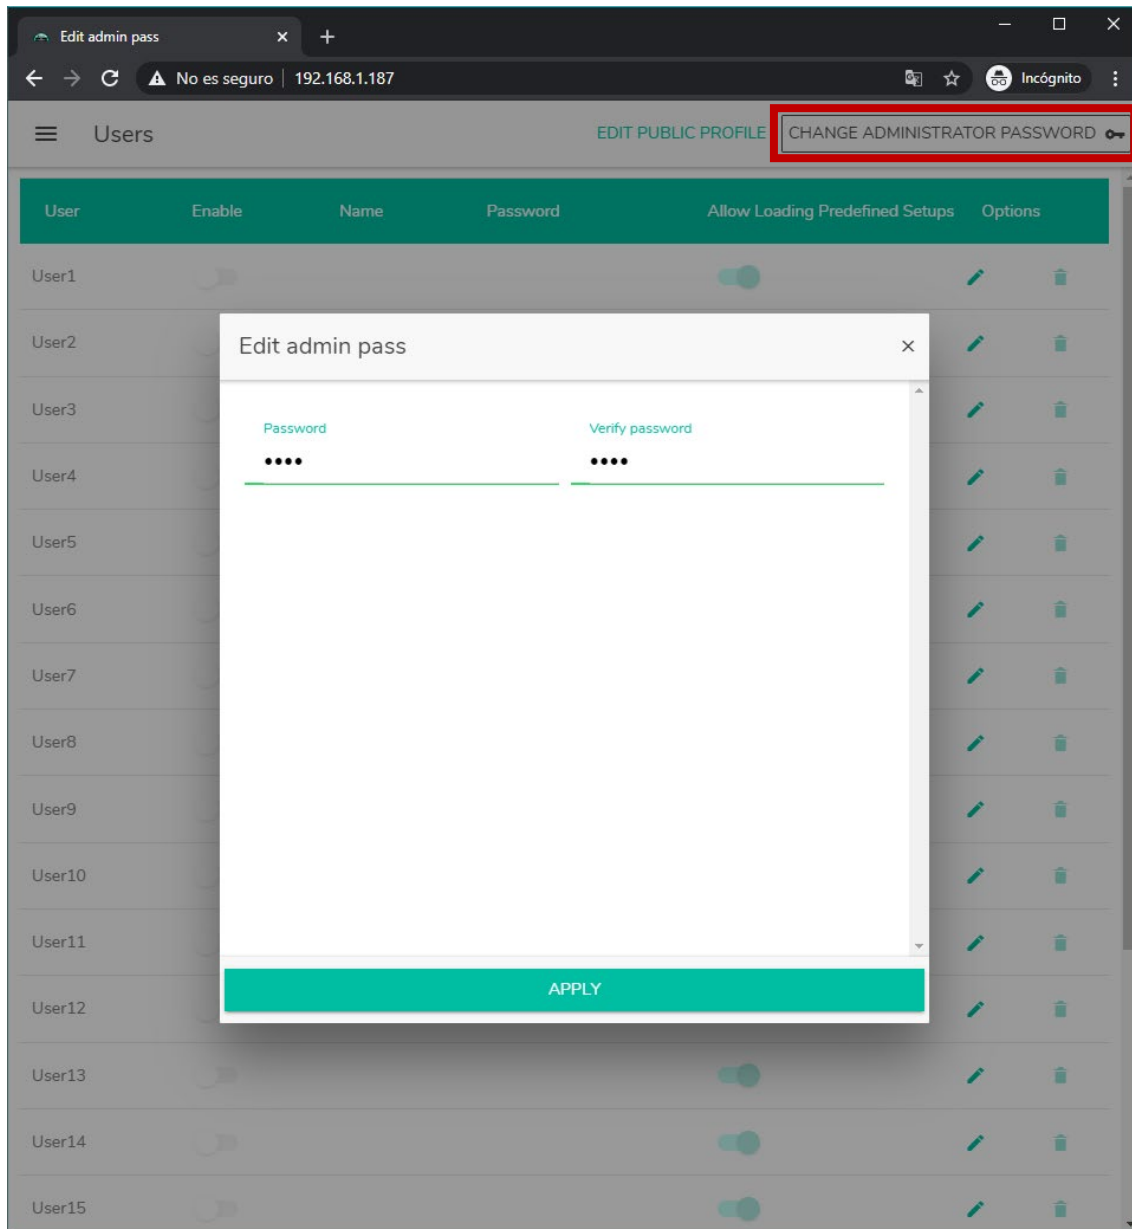 Edit admin pass
No es seguro | 192.168.1.187 Incógnito
Users EDIT PUBLIC PROFILE CHANGE ADMINISTRATOR PASSWORD
User Enable Name Password Allow Loading Predefined Setups Options
User1
User2
Edit admin pass
User3
Password Verify password
••••  ••••
User4
User5
User6
User7
User8
User9
User10
User11
APPLY
User12
User13
User14
User15